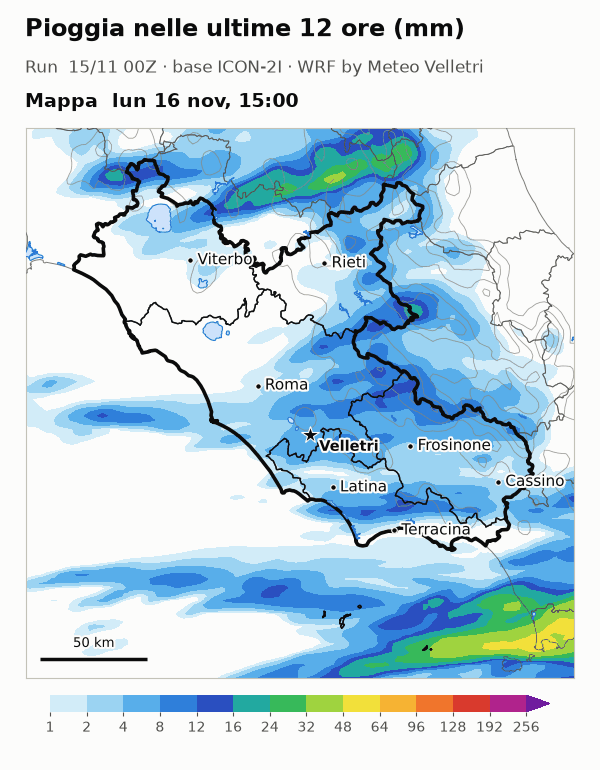 Pioggia nelle ultime 12 ore (mm)
Run  15/11 00Z · base ICON-2I · WRF by Meteo Velletri
Mappa  lun 16 nov, 15:00
Viterbo
Rieti
Roma
Velletri
Frosinone
Cassino
Latina
Terracina
50 km
1 2 4 8 12 16 24 32 48 64 96 128 192 256